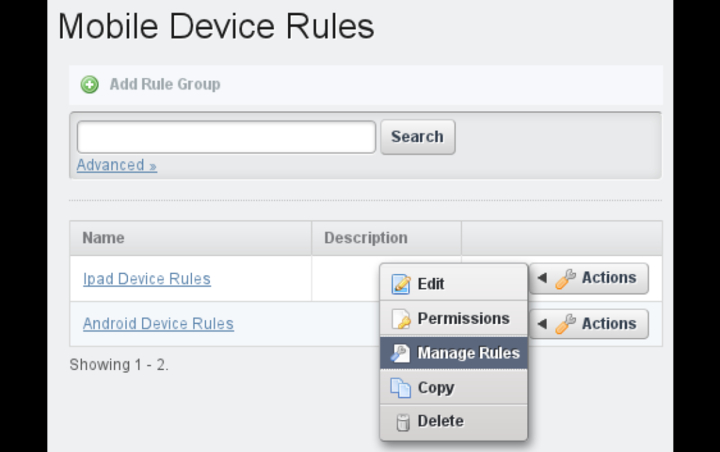 Mobile Device Rules
Add Rule Group
Search
Advanced »
Name Description
Ipad Device Rules Actions
Android Device Rules Actions
Showing 1 - 2.
Edit
Permissions
Manage Rules
Copy
Delete